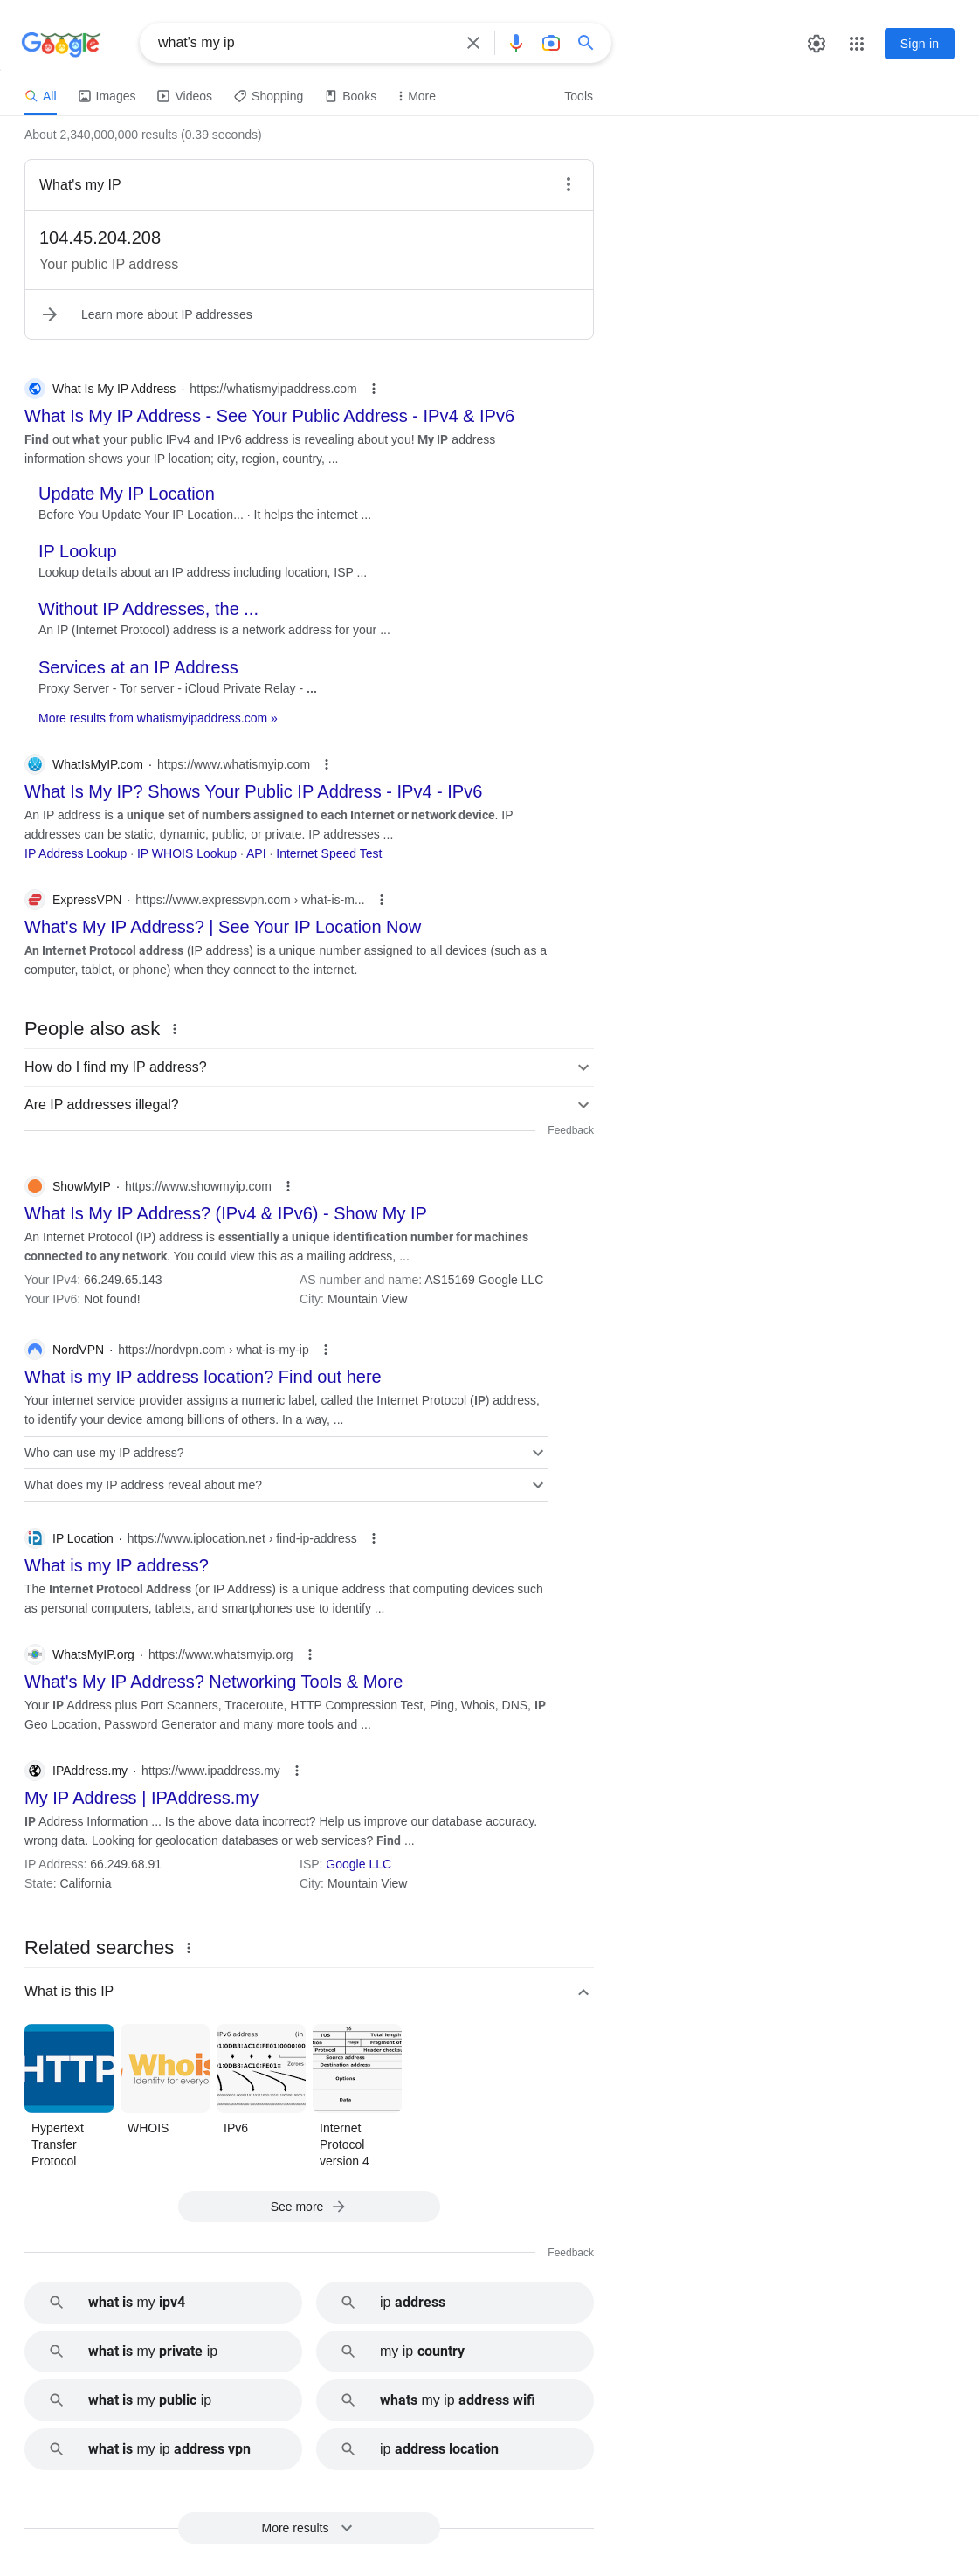 Google
what's my ip
Sign in
All
Images
Videos
Shopping
Books
More
Tools
About 2,340,000,000 results (0.39 seconds)
What's my IP
104.45.204.208
Your public IP address
Learn more about IP addresses
What Is My IP Address · https://whatismyipaddress.com
What Is My IP Address - See Your Public Address - IPv4 & IPv6
Find out what your public IPv4 and IPv6 address is revealing about you! My IP address
information shows your IP location; city, region, country, ...
Update My IP Location
Before You Update Your IP Location... · It helps the internet ...
IP Lookup
Lookup details about an IP address including location, ISP ...
Without IP Addresses, the ...
An IP (Internet Protocol) address is a network address for your ...
Services at an IP Address
Proxy Server - Tor server - iCloud Private Relay - ...
More results from whatismyipaddress.com »
WhatIsMyIP.com · https://www.whatismyip.com
What Is My IP? Shows Your Public IP Address - IPv4 - IPv6
An IP address is a unique set of numbers assigned to each Internet or network device. IP
addresses can be static, dynamic, public, or private. IP addresses ...
IP Address Lookup · IP WHOIS Lookup · API · Internet Speed Test
ExpressVPN · https://www.expressvpn.com › what-is-m...
What's My IP Address? | See Your IP Location Now
An Internet Protocol address (IP address) is a unique number assigned to all devices (such as a
computer, tablet, or phone) when they connect to the internet.
People also ask
How do I find my IP address?
Are IP addresses illegal?
Feedback
ShowMyIP · https://www.showmyip.com
What Is My IP Address? (IPv4 & IPv6) - Show My IP
An Internet Protocol (IP) address is essentially a unique identification number for machines
connected to any network. You could view this as a mailing address, ...
Your IPv4: 66.249.65.143
AS number and name: AS15169 Google LLC
Your IPv6: Not found!
City: Mountain View
NordVPN · https://nordvpn.com › what-is-my-ip
What is my IP address location? Find out here
Your internet service provider assigns a numeric label, called the Internet Protocol (IP) address,
to identify your device among billions of others. In a way, ...
Who can use my IP address?
What does my IP address reveal about me?
IP Location · https://www.iplocation.net › find-ip-address
What is my IP address?
The Internet Protocol Address (or IP Address) is a unique address that computing devices such
as personal computers, tablets, and smartphones use to identify ...
WhatsMyIP.org · https://www.whatsmyip.org
What's My IP Address? Networking Tools & More
Your IP Address plus Port Scanners, Traceroute, HTTP Compression Test, Ping, Whois, DNS, IP
Geo Location, Password Generator and many more tools and ...
IPAddress.my · https://www.ipaddress.my
My IP Address | IPAddress.my
IP Address Information ... Is the above data incorrect? Help us improve our database accuracy.
wrong data. Looking for geolocation databases or web services? Find ...
IP Address: 66.249.68.91
ISP: Google LLC
State: California
City: Mountain View
Related searches
What is this IP
HTTP
Whois
Identity for everyo
IPv6 address (in
Zeroes
16
TOS
Total length
Flags
Fragment of
Protocol
Header checksu
Source address
Destination address
Options
Data
Hypertext
Transfer
Protocol
WHOIS
IPv6
Internet
Protocol
version 4
See more
Feedback
what is my ipv4
ip address
what is my private ip
my ip country
what is my public ip
whats my ip address wifi
what is my ip address vpn
ip address location
More results